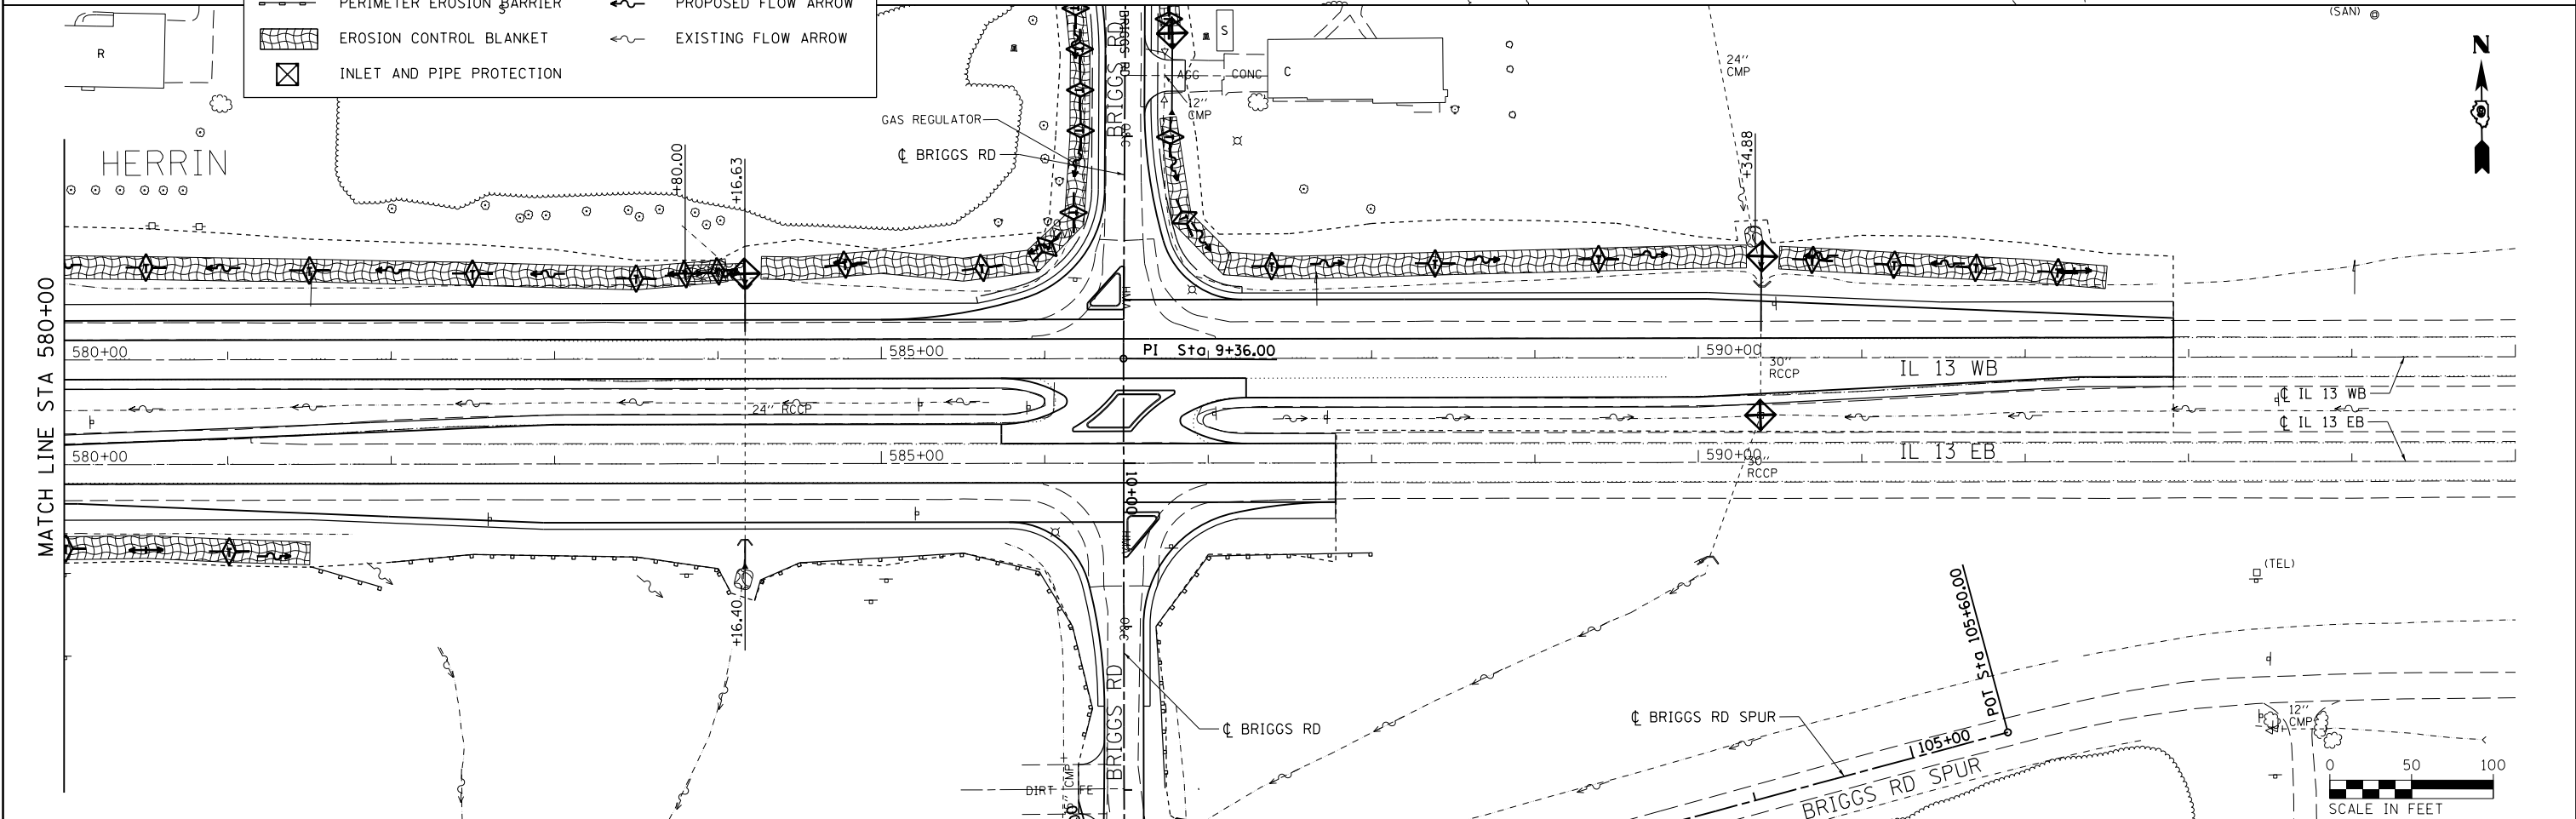 PERIMETER EROSION BARRIER
PROPOSED FLOW ARROW
S
EROSION CONTROL BLANKET
EXISTING FLOW ARROW
INLET AND PIPE PROTECTION
R
HERRIN
BRIGGS RD
BRIGGS RD
S
C
AGG
CONC
12" CMP
24" CMP
(SAN)
N
GAS REGULATOR
℄ BRIGGS RD
+80.00
+16.63
+34.88
MATCH LINE STA 580+00
580+00
585+00
PI Sta 9+36.00
590+00
30" RCCP
IL 13 WB
℄ IL 13 WB
24" RCCP
℄ IL 13 EB
580+00
585+00
590+00
30" RCCP
IL 13 EB
10+00
+16.40
(TEL)
POT Sta 105+60.00
BRIGGS RD
℄ BRIGGS RD
℄ BRIGGS RD SPUR
105+00
BRIGGS RD SPUR
12" CMP
DIRT
FE
CMP
0 50 100
SCALE IN FEET